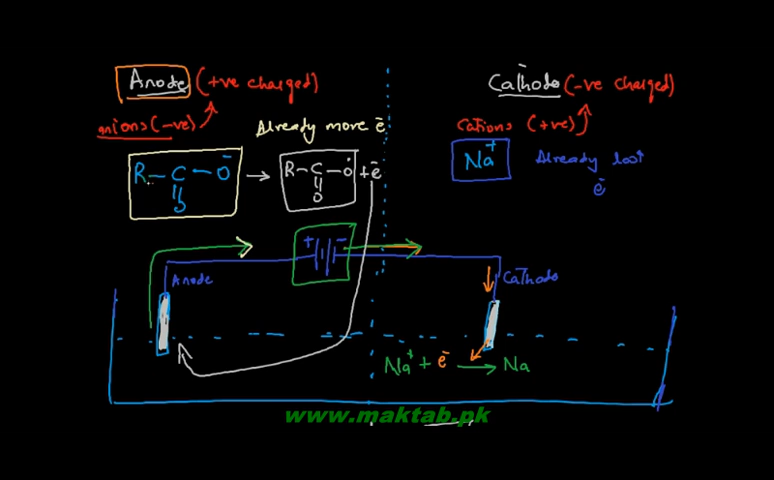 Anode (+ve charged)
Cathode (-ve charged)
anions (-ve)
Already more ē
Cations (+ve)
R-C-O⁻ → R-C-O• + ē
O O
Na⁺ Already lost
ē
+ -
Anode
Cathode
Na⁺ + ē → Na
www.maktab.pk